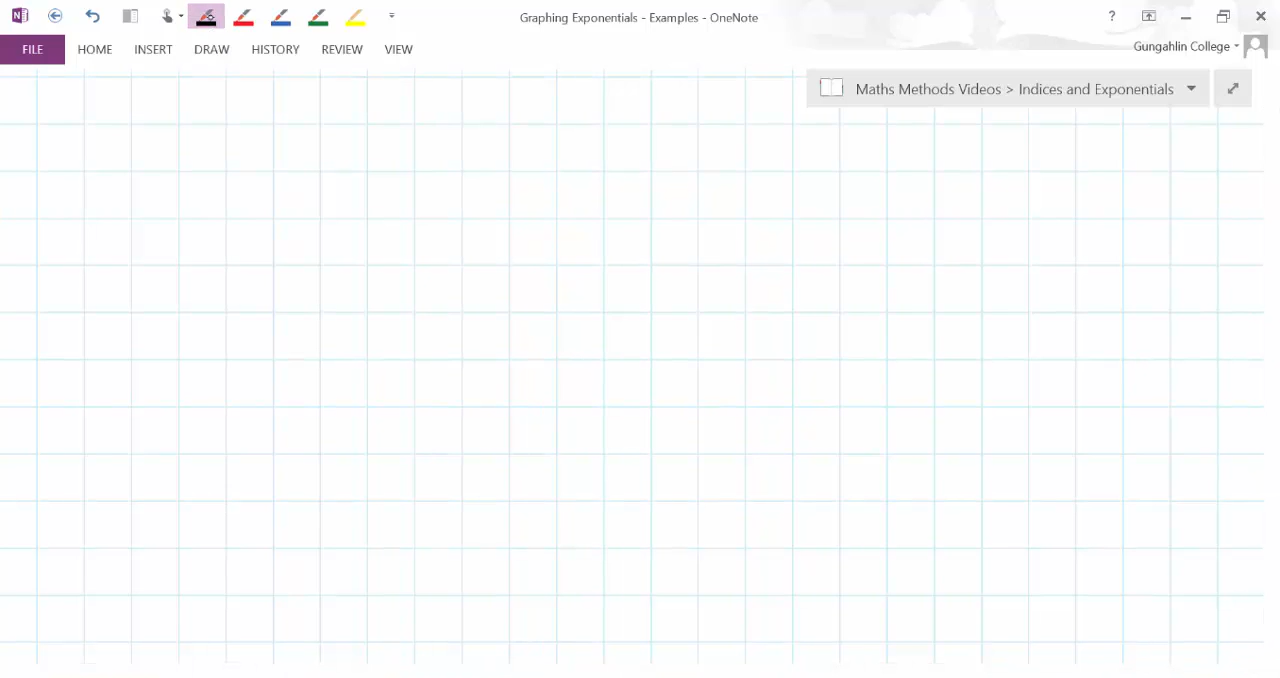 Graphing Exponentials - Examples - OneNote
?
FILE HOME INSERT DRAW HISTORY REVIEW VIEW
Gungahlin College
Maths Methods Videos > Indices and Exponentials